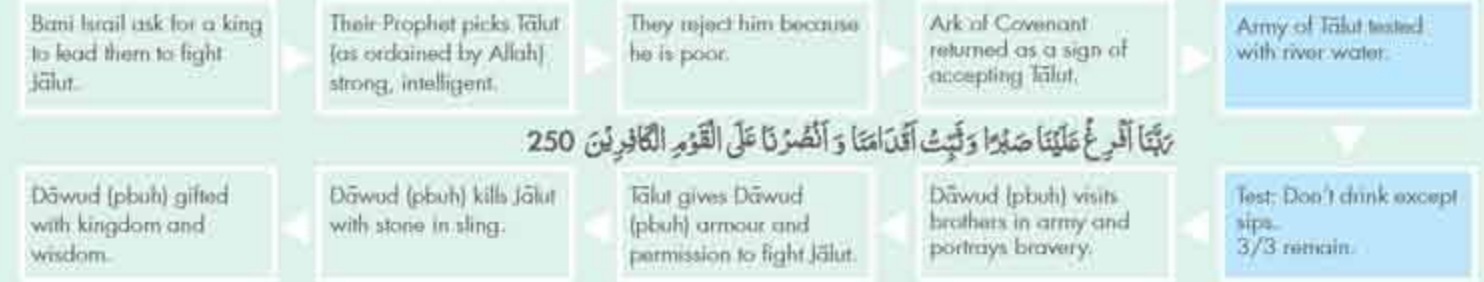 Bani Israil ask for a king
to lead them to fight
Jālut.
Their Prophet picks Tālut
(as ordained by Allah)
strong, intelligent.
They reject him because
he is poor.
Ark of Covenant
returned as a sign of
accepting Tālut.
Army of Tālut tested
with river water.
رَبَّنَا أَفْرِغْ عَلَيْنَا صَبْرًا وَثَبِّتْ أَقْدَامَنَا وَ انْصُرْنَا عَلَى الْقَوْمِ الْكَافِرِيْنَ 250
Test: Don't drink except
sips.
3/3 remain.
Dāwud (pbuh) visits
brothers in army and
portrays bravery.
Tālut gives Dāwud
(pbuh) armour and
permission to fight Jālut.
Dāwud (pbuh) kills Jālut
with stone in sling.
Dāwud (pbuh) gifted
with kingdom and
wisdom.